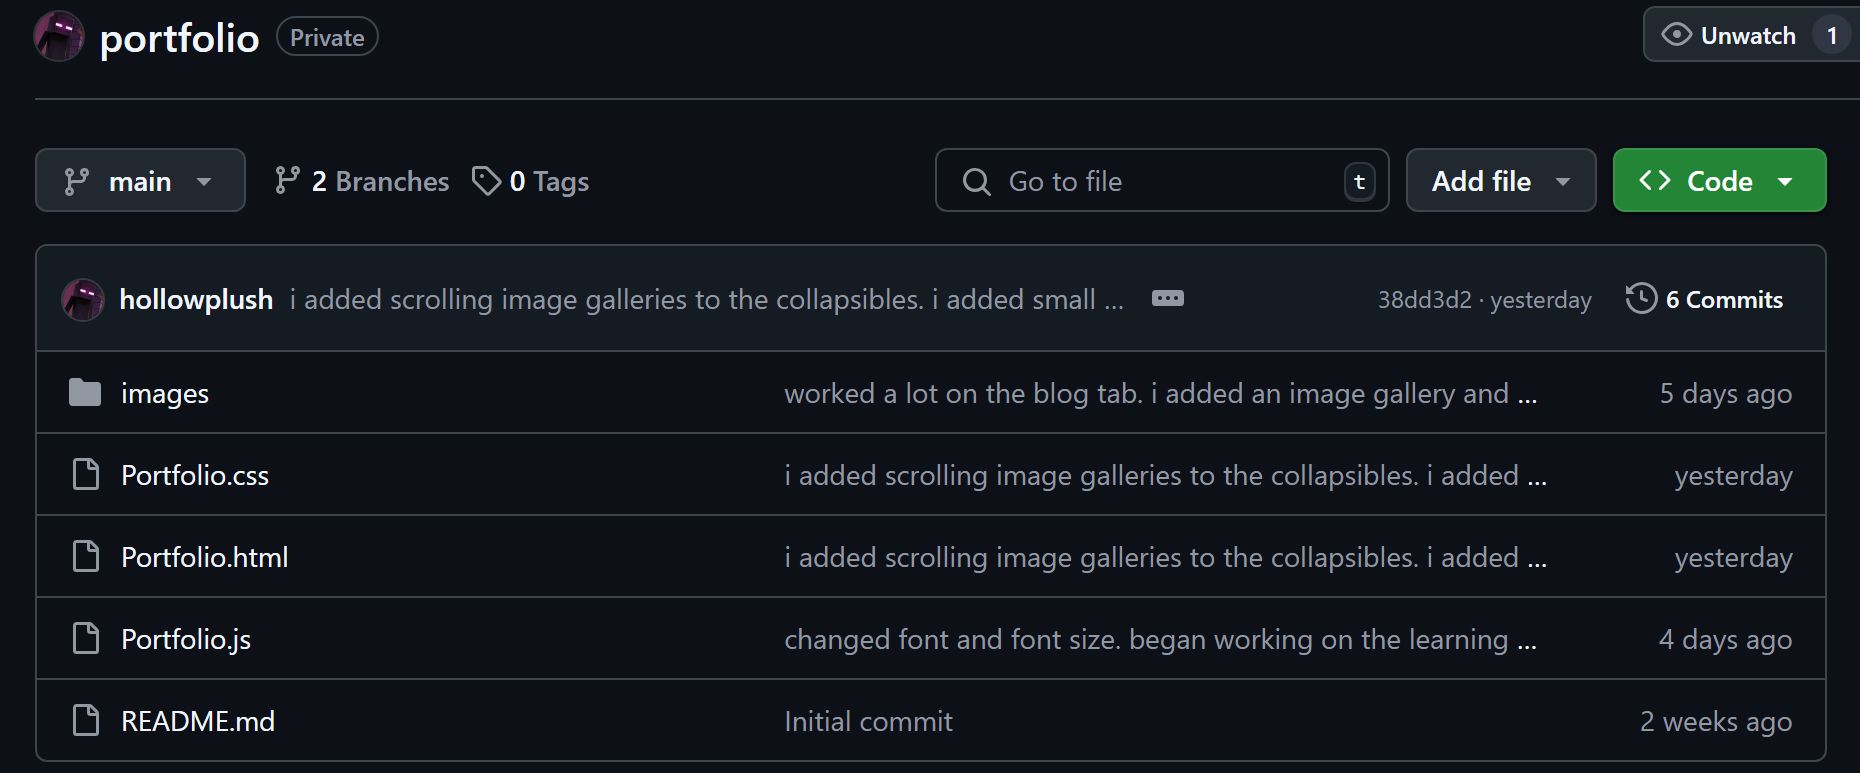 portfolio Private Unwatch 1
main 2 Branches 0 Tags Go to file t Add file Code
hollowplush i added scrolling image galleries to the collapsibles. i added small ... 38dd3d2 · yesterday 6 Commits
images worked a lot on the blog tab. i added an image gallery and ... 5 days ago
Portfolio.css i added scrolling image galleries to the collapsibles. i added ... yesterday
Portfolio.html i added scrolling image galleries to the collapsibles. i added ... yesterday
Portfolio.js changed font and font size. began working on the learning ... 4 days ago
README.md Initial commit 2 weeks ago